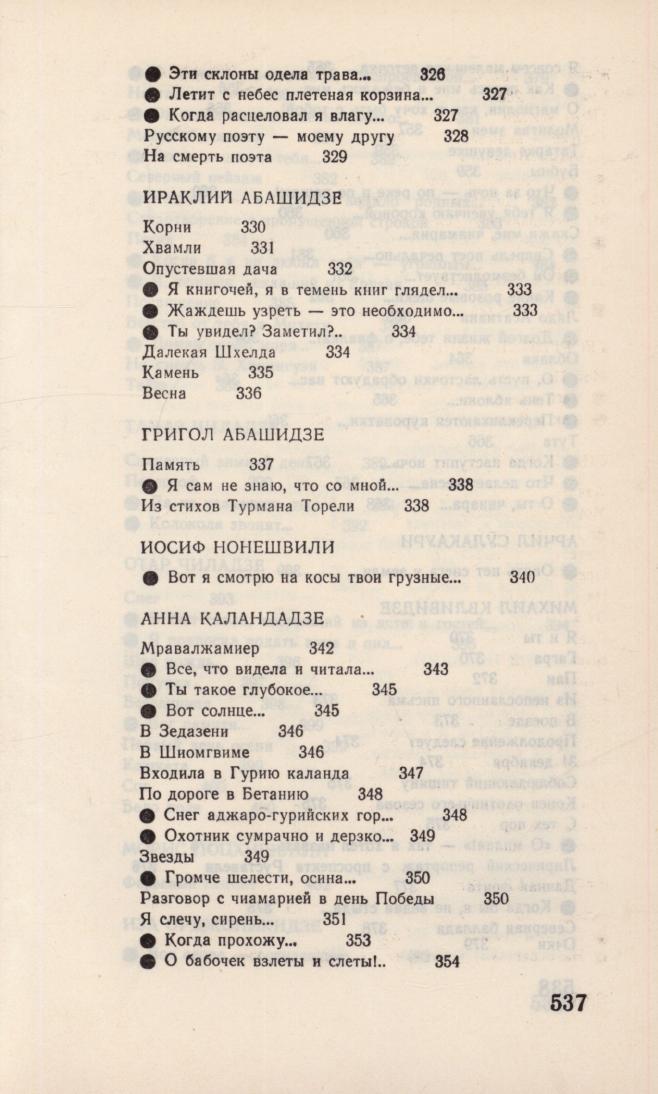 ● Эти склоны одела трава... 326
● Летит с небес плетеная корзина... 327
● Когда расцеловал я влагу... 327
Русскому поэту — моему другу 328
На смерть поэта 329
ИРАКЛИЙ АБАШИДЗЕ
Корни 330
Хвамли 331
Опустевшая дача 332
● Я книгочей, я в темень книг глядел... 333
● Жаждешь узреть — это необходимо... 333
● Ты увидел? Заметил?.. 334
Далекая Шхелда 334
Камень 335
Весна 336
ГРИГОЛ АБАШИДЗЕ
Память 337
● Я сам не знаю, что со мной... 338
Из стихов Турмана Торели 338
ИОСИФ НОНЕШВИЛИ
● Вот я смотрю на косы твои грузные... 340
АННА КАЛАНДАДЗЕ
Мравалжамиер 342
● Все, что видела и читала... 343
● Ты такое глубокое... 345
● Вот солнце... 345
В Зедазени 346
В Шиомгвиме 346
Входила в Гурию каланда 347
По дороге в Бетанию 348
● Снег аджаро-гурийских гор... 348
● Охотник сумрачно и дерзко... 349
Звезды 349
● Громче шелести, осина... 350
Разговор с чиамарией в день Победы 350
Я слечу, сирень... 351
● Когда прохожу... 353
● О бабочек взлеты и слеты!.. 354
537